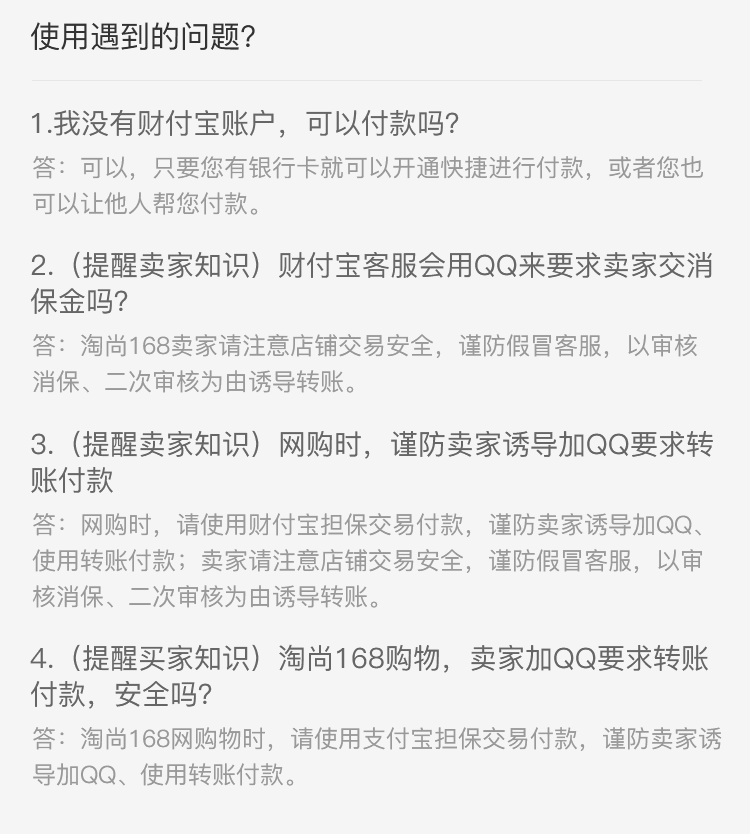 使用遇到的问题?
1.我没有财付宝账户，可以付款吗?
答：可以，只要您有银行卡就可以开通快捷进行付款，或者您也
可以让他人帮您付款。
2.（提醒卖家知识）财付宝客服会用QQ来要求卖家交消
保金吗?
答：淘尚168卖家请注意店铺交易安全，谨防假冒客服，以审核
消保、二次审核为由诱导转账。
3.（提醒卖家知识）网购时，谨防卖家诱导加QQ要求转
账付款
答：网购时，请使用财付宝担保交易付款，谨防卖家诱导加QQ、
使用转账付款；卖家请注意店铺交易安全，谨防假冒客服，以审
核消保、二次审核为由诱导转账。
4.（提醒买家知识）淘尚168购物，卖家加QQ要求转账
付款，安全吗?
答：淘尚168网购物时，请使用支付宝担保交易付款，谨防卖家诱
导加QQ、使用转账付款。